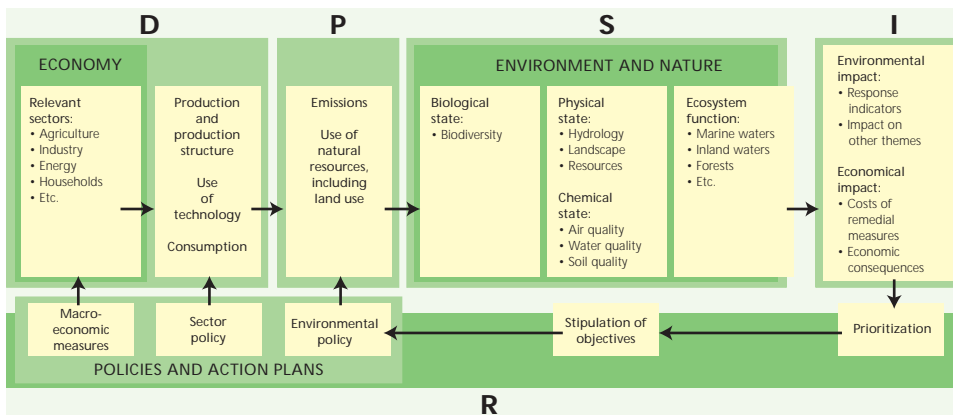 D
P
S
I
ECONOMY
Relevant
sectors:
• Agriculture
• Industry
• Energy
• Households
• Etc.
Production
and
production
structure
Use
of
technology
Consumption
Emissions
Use of
natural
resources,
including
land use
ENVIRONMENT AND NATURE
Biological
state:
• Biodiversity
Physical
state:
• Hydrology
• Landscape
• Resources
Chemical
state:
• Air quality
• Water quality
• Soil quality
Ecosystem
function:
• Marine waters
• Inland waters
• Forests
• Etc.
Environmental
impact:
• Response
indicators
• Impact on
other themes
Economical
impact:
• Costs of
remedial
measures
• Economic
consequences
Macro-
economic
measures
Sector
policy
Environmental
policy
Stipulation of
objectives
Prioritization
POLICIES AND ACTION PLANS
R